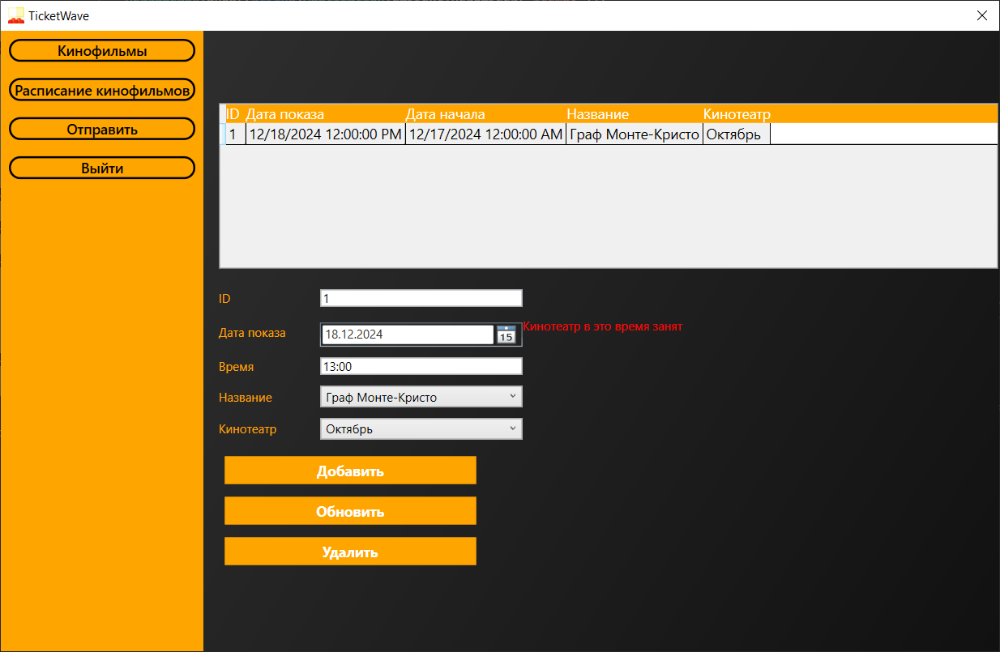 TicketWave
Кинофильмы
Расписание кинофильмов
Отправить
Выйти
ID Дата показа Дата начала Название Кинотеатр
1 12/18/2024 12:00:00 PM 12/17/2024 12:00:00 AM Граф Монте-Кристо Октябрь
ID 1
Дата показа 18.12.2024 15 Кинотеатр в это время занят
Время 13:00
Название Граф Монте-Кристо
Кинотеатр Октябрь
Добавить
Обновить
Удалить